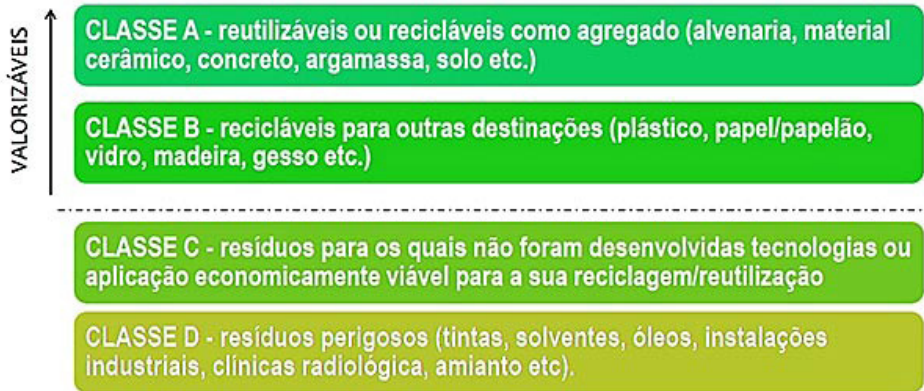 VALORIZÁVEIS
CLASSE A - reutilizáveis ou recicláveis como agregado (alvenaria, material
cerâmico, concreto, argamassa, solo etc.)
CLASSE B - recicláveis para outras destinações (plástico, papel/papelão,
vidro, madeira, gesso etc.)
CLASSE C - resíduos para os quais não foram desenvolvidas tecnologias ou
aplicação economicamente viável para a sua reciclagem/reutilização
CLASSE D - resíduos perigosos (tintas, solventes, óleos, instalações
industriais, clínicas radiológica, amianto etc).